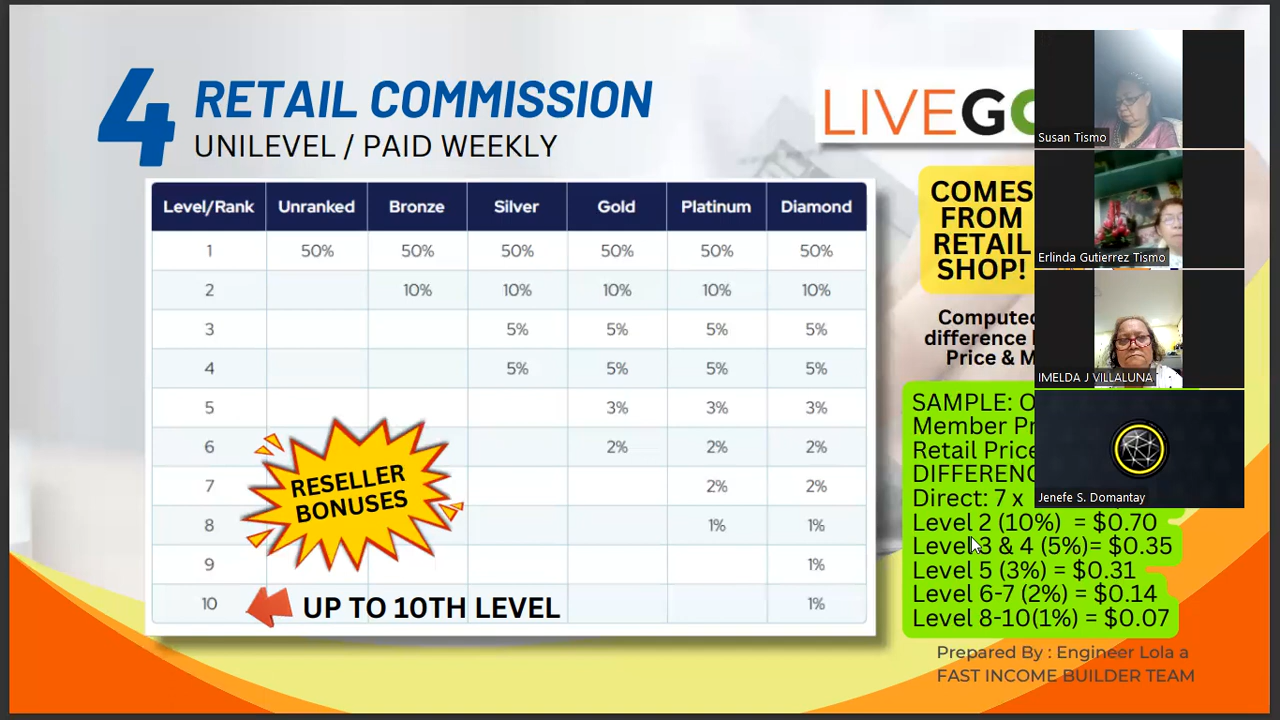 4 RETAIL COMMISSION
UNILEVEL / PAID WEEKLY
LIVEGO
Level/Rank Unranked Bronze Silver Gold Platinum Diamond
1 50% 50% 50% 50% 50% 50%
2 10% 10% 10% 10% 10%
3 5% 5% 5% 5%
4 5% 5% 5% 5%
5 3% 3% 3%
6 2% 2% 2%
7 2% 2%
8 1% 1%
9 1%
10 1%
RESELLER
BONUSES
UP TO 10TH LEVEL
COMES
FROM
RETAIL
SHOP!
Computed
difference
Price &
SAMPLE:
Member
Retail Price
Direct: 7 x
Level 2 (10%) = $0.70
Level 3 & 4 (5%)= $0.35
Level 5 (3%) = $0.31
Level 6-7 (2%) = $0.14
Level 8-10(1%) = $0.07
Prepared By : Engineer Lola a
FAST INCOME BUILDER TEAM
Susan Tismo
Erlinda Gutierrez Tismo
IMELDA J VILLALUNA
Jenefe S. Domantay